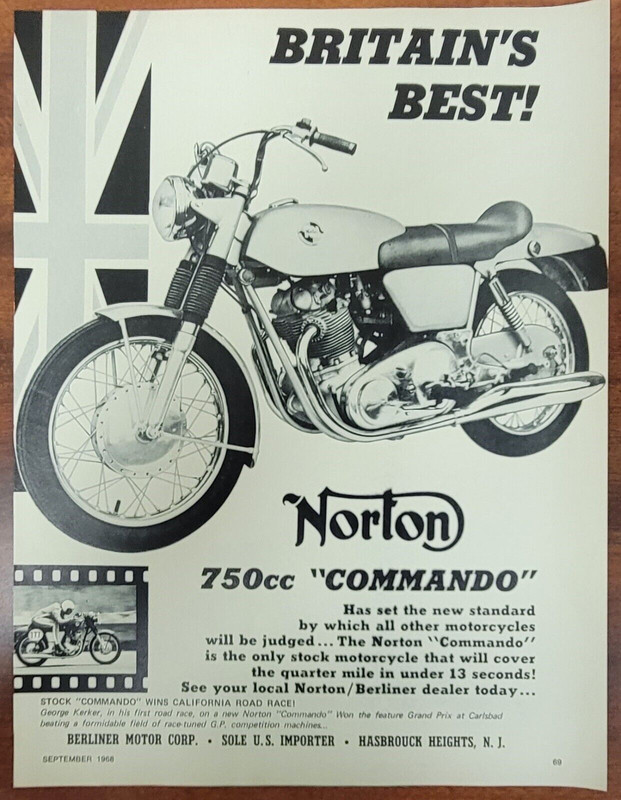 BRITAIN'S
BEST!
Norton
750cc "COMMANDO"
Has set the new standard
by which all other motorcycles
will be judged... The Norton "Commando"
is the only stock motorcycle that will cover
the quarter mile in under 13 seconds!
See your local Norton/Berliner dealer today...
STOCK "COMMANDO" WINS CALIFORNIA ROAD RACE!
George Kerker, in his first road race, on a new Norton "Commando" Won the feature Grand Prix at Carlsbad
beating a formidable field of race-tuned G.P. competition machines...
BERLINER MOTOR CORP. • SOLE U.S. IMPORTER • HASBROUCK HEIGHTS, N. J.
SEPTEMBER 1968
69